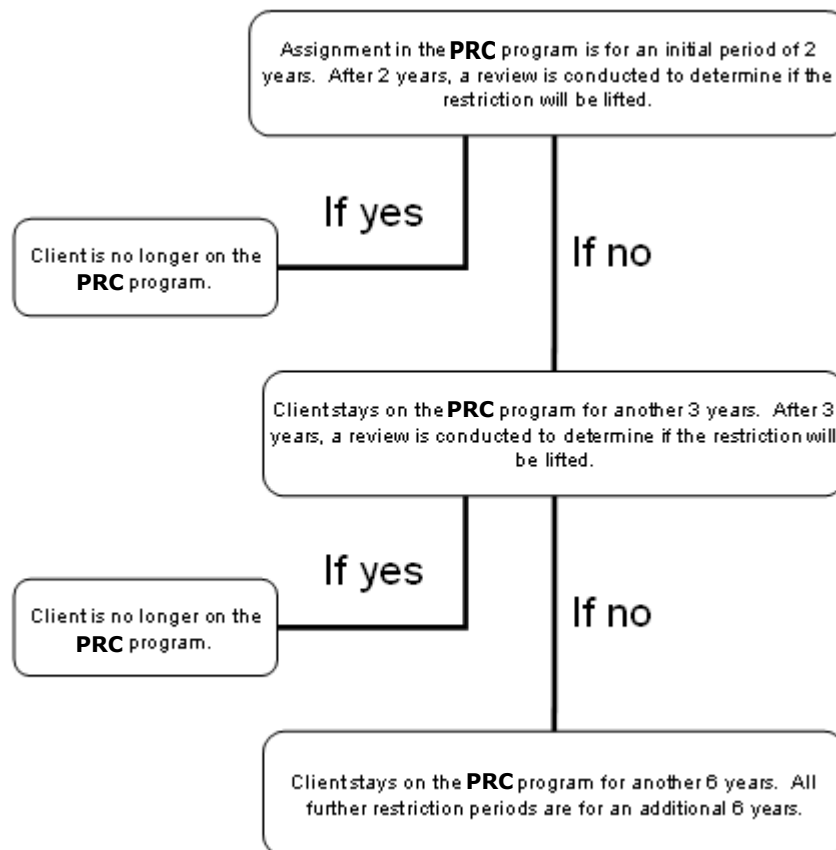 Assignment in the PRC program is for an initial period of 2
years. After 2 years, a review is conducted to determine if the
restriction will be lifted.
If yes
If no
Client is no longer on the
PRC program.
Client stays on the PRC program for another 3 years. After 3
years, a review is conducted to determine if the restriction will
be lifted.
If yes
If no
Client is no longer on the
PRC program.
Client stays on the PRC program for another 6 years. All
further restriction periods are for an additional 6 years.